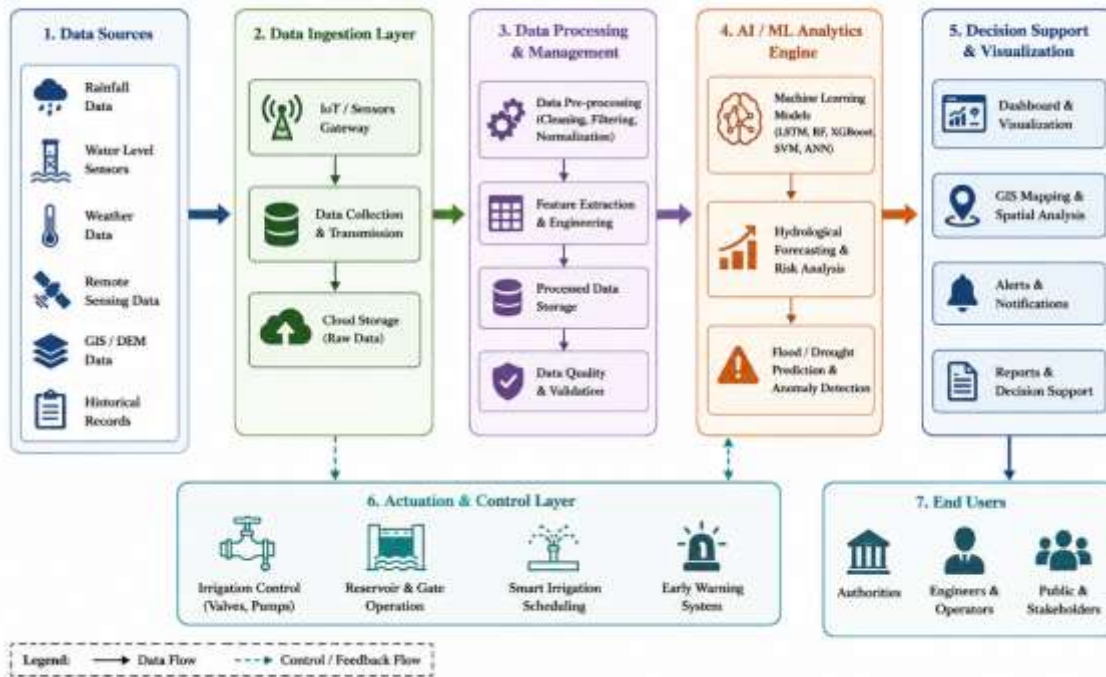 1. Data Sources
Rainfall
Data
Water Level
Sensors
Weather
Data
Remote
Sensing Data
GIS / DEM
Data
Historical
Records
2. Data Ingestion Layer
IoT / Sensors
Gateway
Data Collection
& Transmission
Cloud Storage
(Raw Data)
3. Data Processing
& Management
Data Pre-processing
(Cleaning, Filtering,
Normalization)
Feature Extraction
& Engineering
Processed Data
Storage
Data Quality
& Validation
4. AI / ML Analytics
Engine
Machine Learning
Models
(LSTM, RF, XGBoost,
SVM, ANN)
Hydrological
Forecasting &
Risk Analysis
Flood / Drought
Prediction &
Anomaly Detection
5. Decision Support
& Visualization
Dashboard &
Visualization
GIS Mapping &
Spatial Analysis
Alerts &
Notifications
Reports &
Decision Support
6. Actuation & Control Layer
Irrigation Control
(Valves, Pumps)
Reservoir & Gate
Operation
Smart Irrigation
Scheduling
Early Warning
System
7. End Users
Authorities
Engineers &
Operators
Public &
Stakeholders
Legend:
Data Flow
Control / Feedback Flow